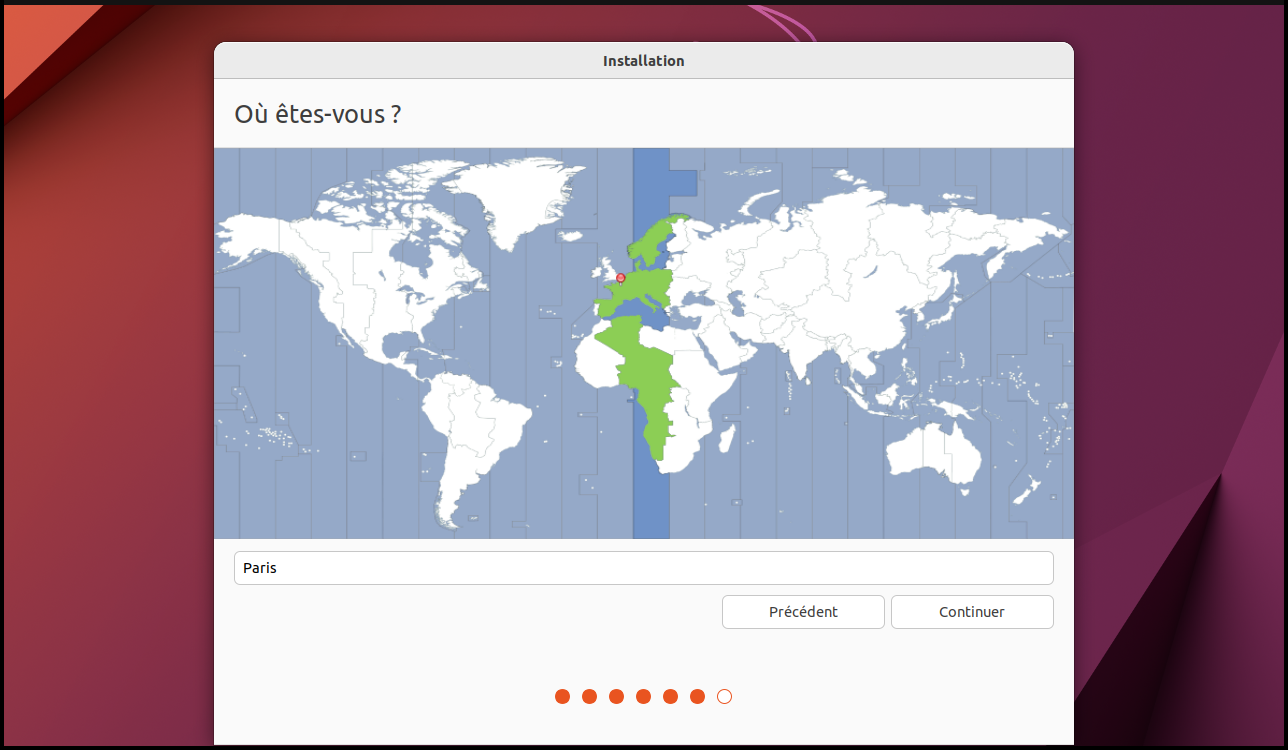 Installation
Où êtes-vous ?
Paris
Précédent
Continuer